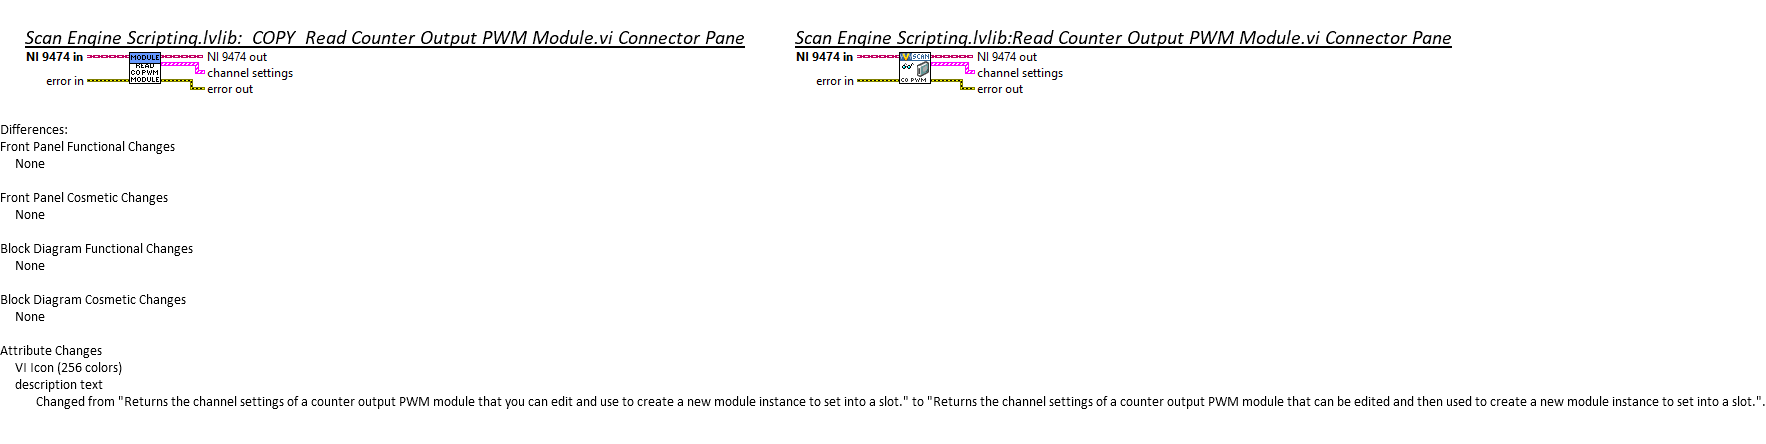 Scan Engine Scripting.lvlib:_COPY_Read Counter Output PWM Module.vi Connector Pane
NI 9474 in
MODULE
READ
CO PWM
MODULE
NI 9474 out
channel settings
error in
error out
Scan Engine Scripting.lvlib:Read Counter Output PWM Module.vi Connector Pane
NI 9474 in
SCAN
CO PWM
NI 9474 out
channel settings
error in
error out
Differences:
Front Panel Functional Changes
None
Front Panel Cosmetic Changes
None
Block Diagram Functional Changes
None
Block Diagram Cosmetic Changes
None
Attribute Changes
VI Icon (256 colors)
description text
Changed from "Returns the channel settings of a counter output PWM module that you can edit and use to create a new module instance to set into a slot." to "Returns the channel settings of a counter output PWM module that can be edited and then used to create a new module instance to set into a slot.".